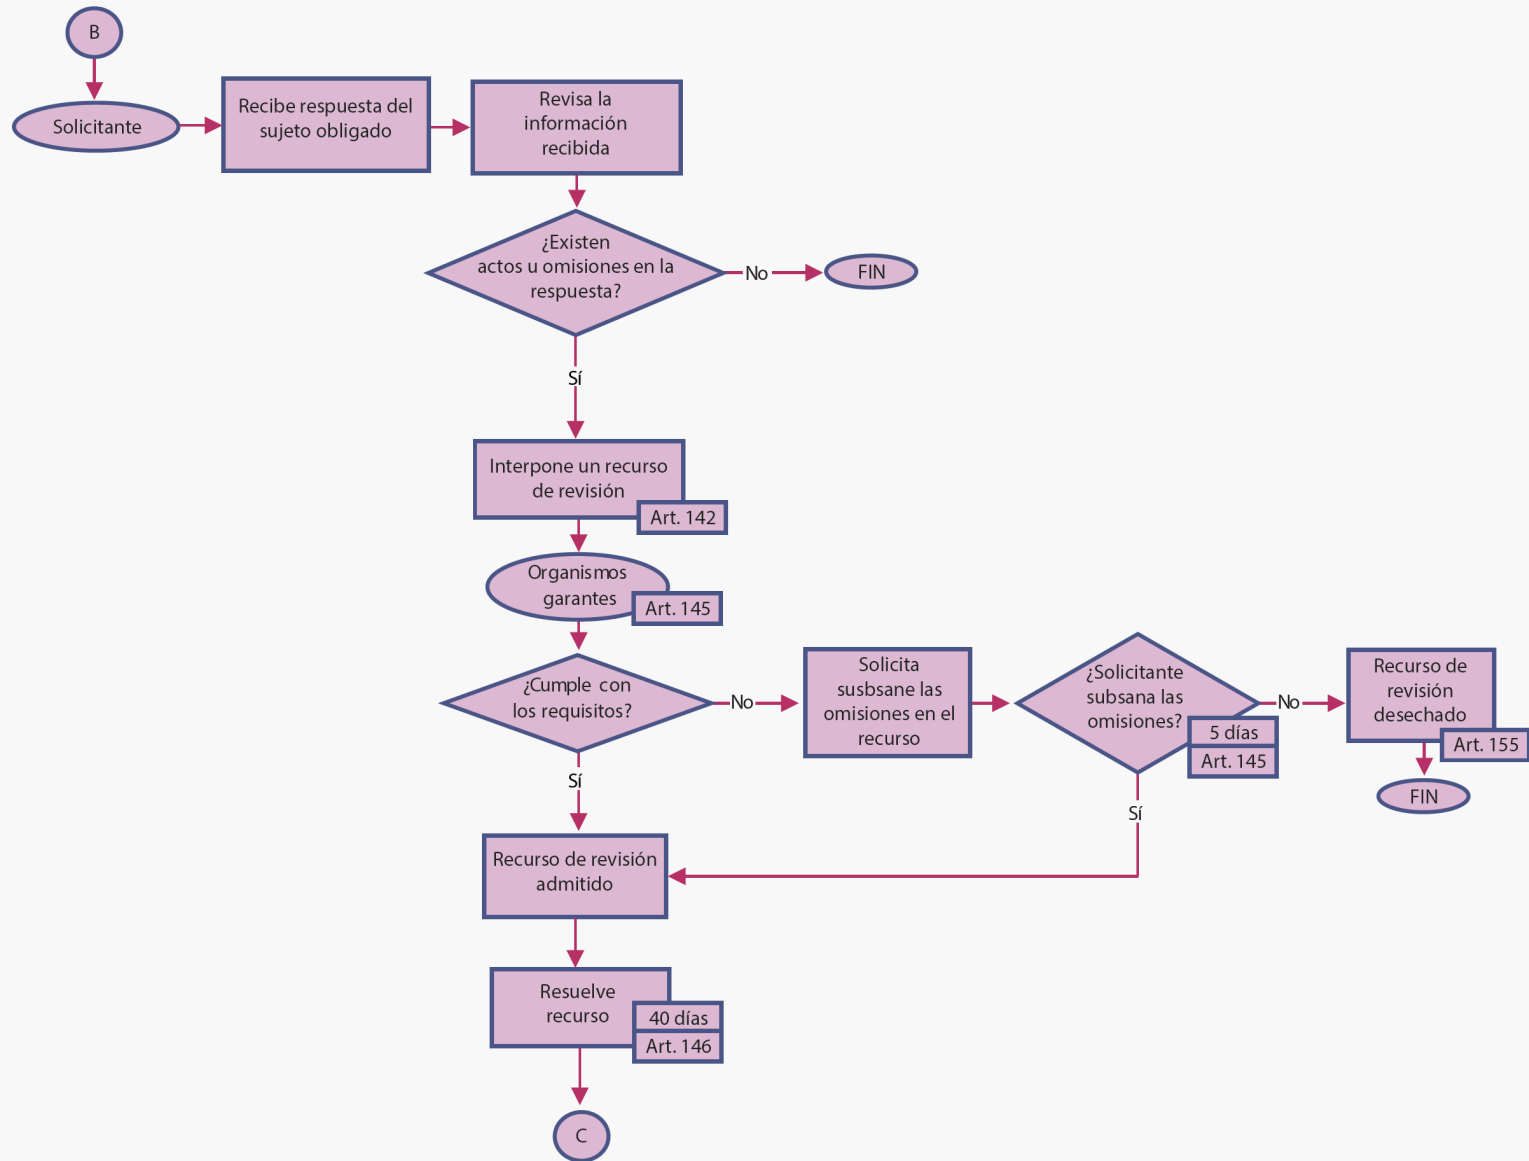 B
Solicitante
Recibe respuesta del
sujeto obligado
Revisa la
información
recibida
¿Existen
actos u omisiones en la
respuesta?
No
FIN
Sí
Interpone un recurso
de revisión
Art. 142
Organismos
garantes
Art. 145
¿Cumple con
los requisitos?
No
Solicita
susbsane las
omisiones en el
recurso
¿Solicitante
subsana las
omisiones?
5 días
Art. 145
No
Recurso de
revisión
desechado
Art. 155
FIN
Sí
Sí
Recurso de revisión
admitido
Resuelve
recurso
40 días
Art. 146
C